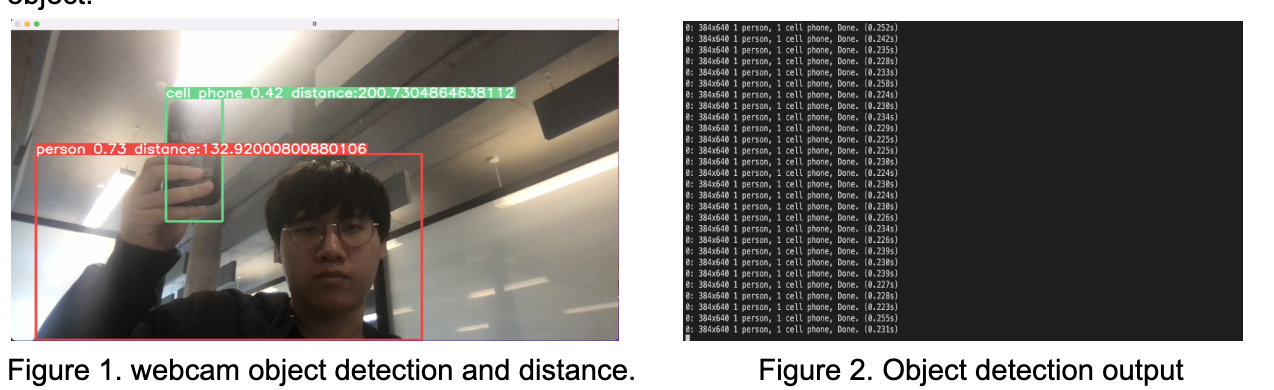 object.
cell phone 0.42 distance:200.7304864638112
person 0.73 distance:132.92000800880106
0: 384x640 1 person, 1 cell phone, Done. (0.252s)
0: 384x640 1 person, 1 cell phone, Done. (0.242s)
0: 384x640 1 person, 1 cell phone, Done. (0.235s)
0: 384x640 1 person, 1 cell phone, Done. (0.228s)
0: 384x640 1 person, 1 cell phone, Done. (0.233s)
0: 384x640 1 person, 1 cell phone, Done. (0.258s)
0: 384x640 1 person, 1 cell phone, Done. (0.224s)
0: 384x640 1 person, 1 cell phone, Done. (0.230s)
0: 384x640 1 person, 1 cell phone, Done. (0.234s)
0: 384x640 1 person, 1 cell phone, Done. (0.229s)
0: 384x640 1 person, 1 cell phone, Done. (0.225s)
0: 384x640 1 person, 1 cell phone, Done. (0.225s)
0: 384x640 1 person, 1 cell phone, Done. (0.230s)
0: 384x640 1 person, 1 cell phone, Done. (0.224s)
0: 384x640 1 person, 1 cell phone, Done. (0.230s)
0: 384x640 1 person, 1 cell phone, Done. (0.224s)
0: 384x640 1 person, 1 cell phone, Done. (0.230s)
0: 384x640 1 person, 1 cell phone, Done. (0.226s)
0: 384x640 1 person, 1 cell phone, Done. (0.234s)
0: 384x640 1 person, 1 cell phone, Done. (0.226s)
0: 384x640 1 person, 1 cell phone, Done. (0.239s)
0: 384x640 1 person, 1 cell phone, Done. (0.230s)
0: 384x640 1 person, 1 cell phone, Done. (0.239s)
0: 384x640 1 person, 1 cell phone, Done. (0.227s)
0: 384x640 1 person, 1 cell phone, Done. (0.228s)
0: 384x640 1 person, 1 cell phone, Done. (0.223s)
0: 384x640 1 person, 1 cell phone, Done. (0.255s)
0: 384x640 1 person, 1 cell phone, Done. (0.231s)
Figure 1. webcam object detection and distance.
Figure 2. Object detection output